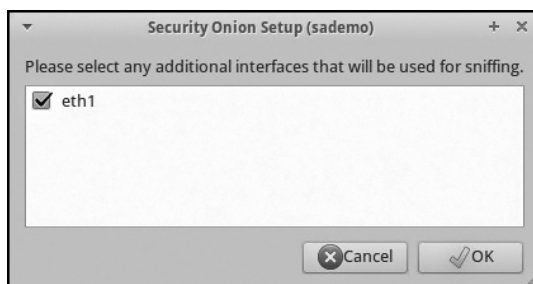 Security Onion Setup (sademo)
Please select any additional interfaces that will be used for sniffing.
eth1
Cancel
OK